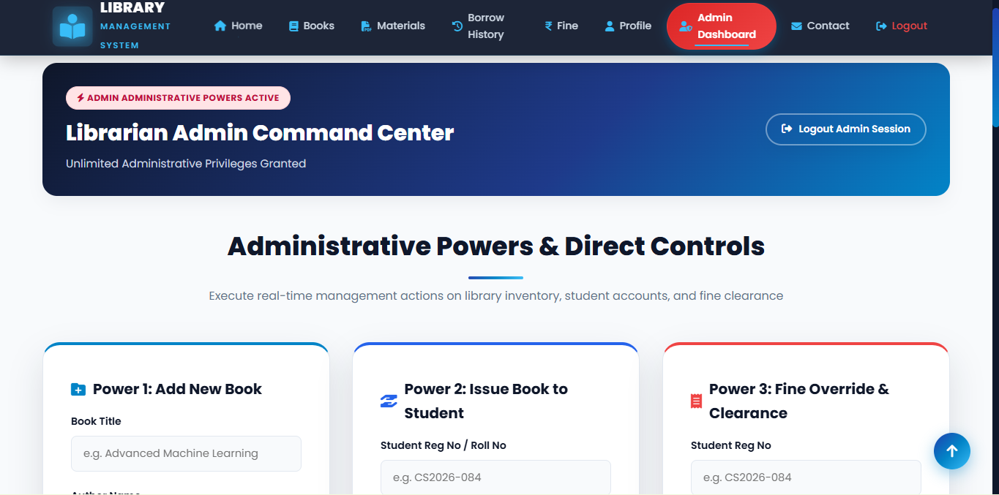 LIBRARY
MANAGEMENT
SYSTEM
Home
Books
Materials
Borrow
History
Fine
Profile
Admin
Dashboard
Contact
Logout
ADMIN ADMINISTRATIVE POWERS ACTIVE
Librarian Admin Command Center
Unlimited Administrative Privileges Granted
Logout Admin Session
Administrative Powers & Direct Controls
Execute real-time management actions on library inventory, student accounts, and fine clearance
Power 1: Add New Book
Book Title
e.g. Advanced Machine Learning
Author Name
Power 2: Issue Book to
Student
Student Reg No / Roll No
e.g. CS2026-084
Power 3: Fine Override &
Clearance
Student Reg No
e.g. CS2026-084